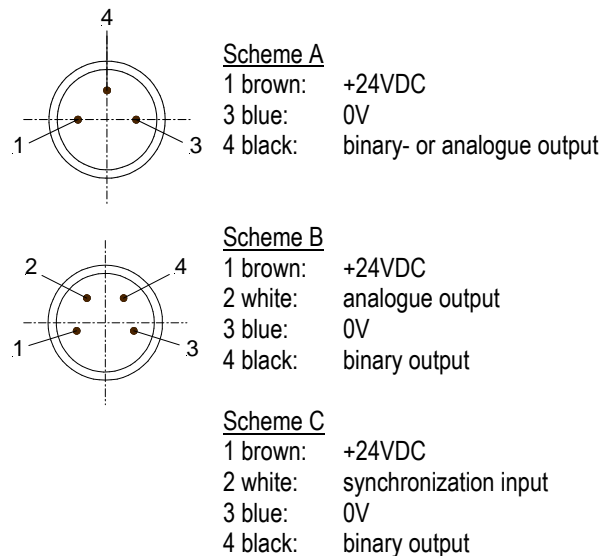 4
1
3
Scheme A
1 brown: +24VDC
3 blue: 0V
4 black: binary- or analogue output
2
4
1
3
Scheme B
1 brown: +24VDC
2 white: analogue output
3 blue: 0V
4 black: binary output
Scheme C
1 brown: +24VDC
2 white: synchronization input
3 blue: 0V
4 black: binary output